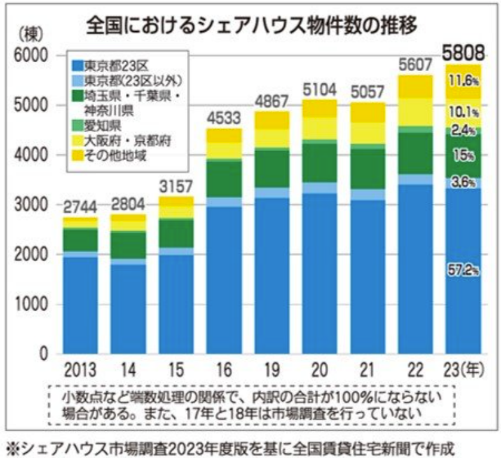 全国におけるシェアハウス物件数の推移
(棟)
6000
5000
4000
3000
2000
1000
0
東京都23区
東京都(23区以外)
埼玉県・千葉県・
神奈川県
愛知県
大阪府・京都府
その他地域
2744
2804
3157
4533
4867
5104
5057
5607
5808
11.6%
10.1%
2.4%
15%
3.6%
57.2%
2013 14 15 16 19 20 21 22 23(年)
小数点など端数処理の関係で、内訳の合計が100%にならない
場合がある。また、17年と18年は市場調査を行っていない
※シェアハウス市場調査2023年度版を基に全国賃貸住宅新聞で作成